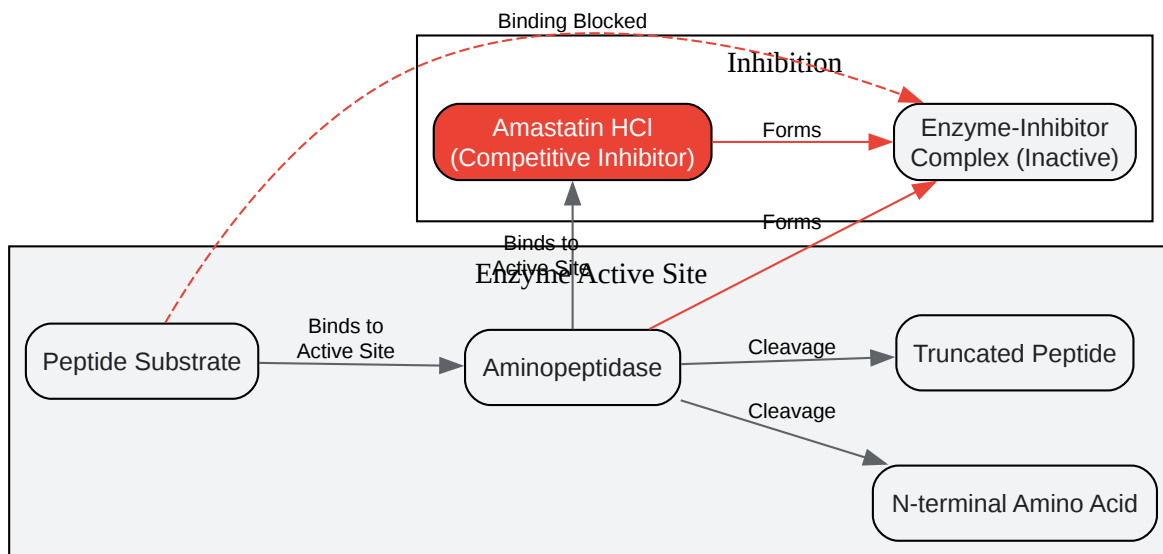 Binding Blocked
Inhibition
Amastatin HCl
(Competitive Inhibitor)
Forms
Enzyme-Inhibitor
Complex (Inactive)
Forms
Binds to
Active Site
Enzyme Active Site
Peptide Substrate
Binds to
Active Site
Aminopeptidase
Cleavage
Truncated Peptide
Cleavage
N-terminal Amino Acid